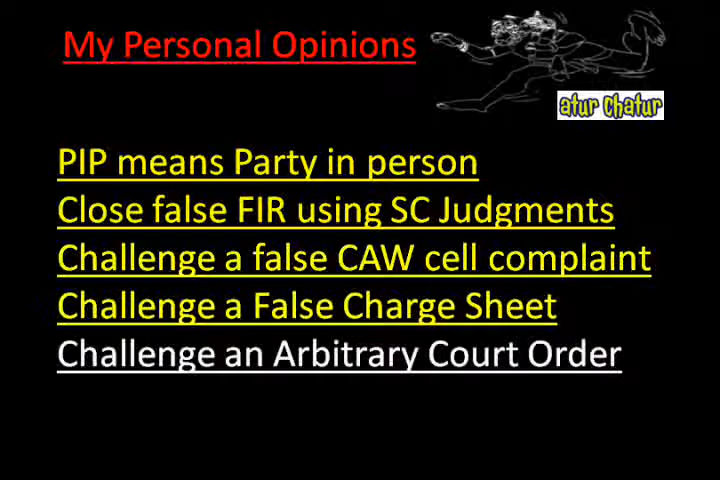 My Personal Opinions
atur chatur
PIP means Party in person
Close false FIR using SC Judgments
Challenge a false CAW cell complaint
Challenge a False Charge Sheet
Challenge an Arbitrary Court Order